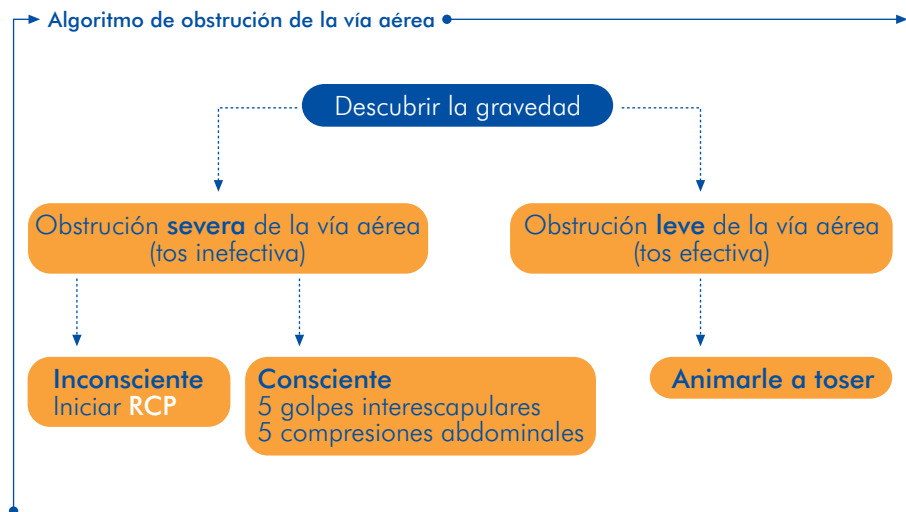 Algoritmo de obstrución de la vía aérea
Descubrir la gravedad
Obstrución severa de la vía aérea
(tos inefectiva)
Obstrución leve de la vía aérea
(tos efectiva)
Inconsciente
Iniciar RCP
Consciente
5 golpes interescapulares
5 compresiones abdominales
Animarle a toser